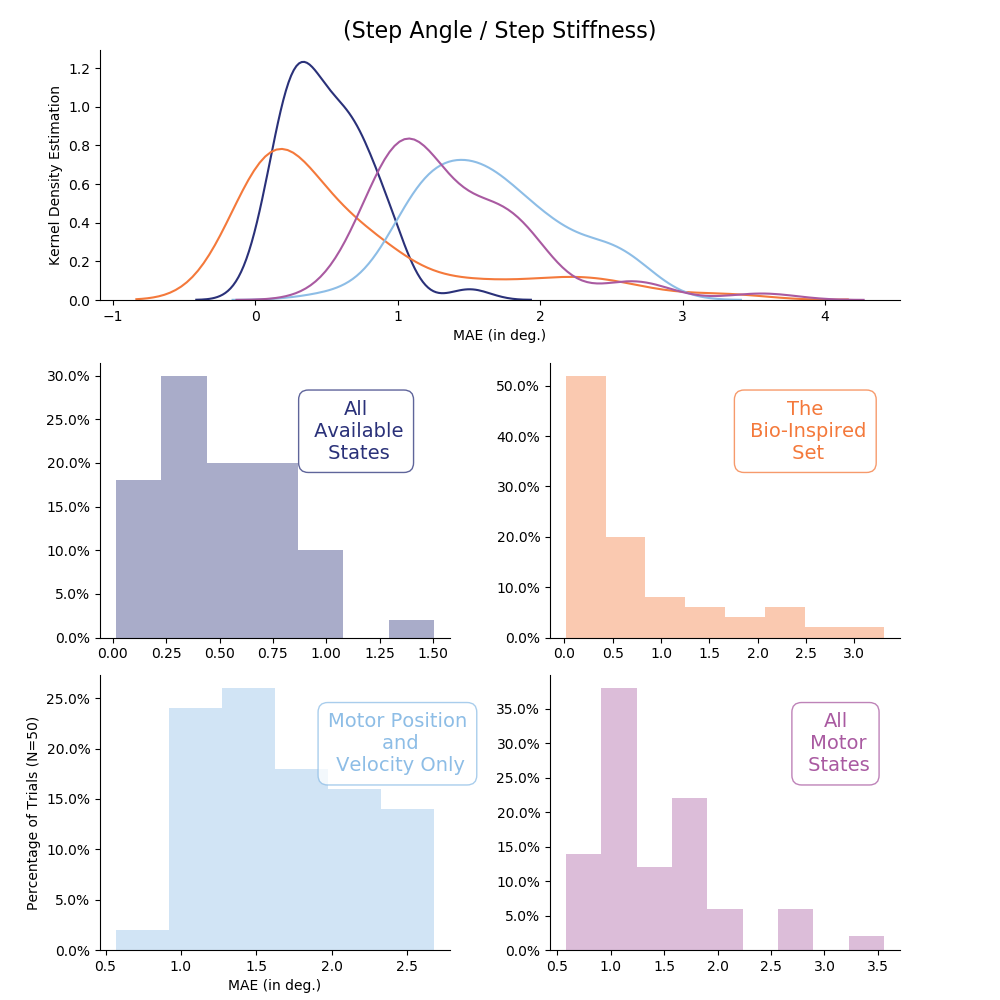 (Step Angle / Step Stiffness)
Kernel Density Estimation
1.2
1.0
0.8
0.6
0.4
0.2
0.0
−1 0 1 2 3 4
MAE (in deg.)
30.0%
25.0%
20.0%
15.0%
10.0%
5.0%
0.0%
0.00 0.25 0.50 0.75 1.00 1.25 1.50
All
Available
States
50.0%
40.0%
30.0%
20.0%
10.0%
0.0%
0.0 0.5 1.0 1.5 2.0 2.5 3.0
The
Bio-Inspired
Set
Percentage of Trials (N=50)
25.0%
20.0%
15.0%
10.0%
5.0%
0.0%
0.5 1.0 1.5 2.0 2.5
MAE (in deg.)
Motor Position
and
Velocity Only
35.0%
30.0%
25.0%
20.0%
15.0%
10.0%
5.0%
0.0%
0.5 1.0 1.5 2.0 2.5 3.0 3.5
All
Motor
States